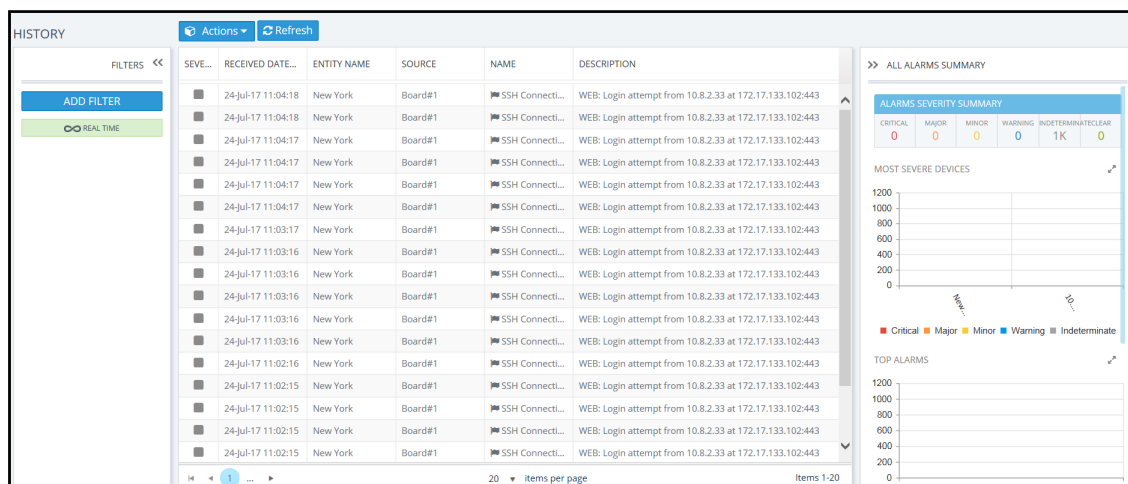 HISTORY
Actions
Refresh
FILTERS
ADD FILTER
REAL TIME
SEVE... RECEIVED DATE... ENTITY NAME SOURCE NAME DESCRIPTION
24-Jul-17 11:04:18 New York Board#1 SSH Connecti... WEB: Login attempt from 10.8.2.33 at 172.17.133.102:443
24-Jul-17 11:04:18 New York Board#1 SSH Connecti... WEB: Login attempt from 10.8.2.33 at 172.17.133.102:443
24-Jul-17 11:04:17 New York Board#1 SSH Connecti... WEB: Login attempt from 10.8.2.33 at 172.17.133.102:443
24-Jul-17 11:04:17 New York Board#1 SSH Connecti... WEB: Login attempt from 10.8.2.33 at 172.17.133.102:443
24-Jul-17 11:04:17 New York Board#1 SSH Connecti... WEB: Login attempt from 10.8.2.33 at 172.17.133.102:443
24-Jul-17 11:04:17 New York Board#1 SSH Connecti... WEB: Login attempt from 10.8.2.33 at 172.17.133.102:443
24-Jul-17 11:03:17 New York Board#1 SSH Connecti... WEB: Login attempt from 10.8.2.33 at 172.17.133.102:443
24-Jul-17 11:03:16 New York Board#1 SSH Connecti... WEB: Login attempt from 10.8.2.33 at 172.17.133.102:443
24-Jul-17 11:03:16 New York Board#1 SSH Connecti... WEB: Login attempt from 10.8.2.33 at 172.17.133.102:443
24-Jul-17 11:03:16 New York Board#1 SSH Connecti... WEB: Login attempt from 10.8.2.33 at 172.17.133.102:443
24-Jul-17 11:03:16 New York Board#1 SSH Connecti... WEB: Login attempt from 10.8.2.33 at 172.17.133.102:443
24-Jul-17 11:03:16 New York Board#1 SSH Connecti... WEB: Login attempt from 10.8.2.33 at 172.17.133.102:443
24-Jul-17 11:02:16 New York Board#1 SSH Connecti... WEB: Login attempt from 10.8.2.33 at 172.17.133.102:443
24-Jul-17 11:02:15 New York Board#1 SSH Connecti... WEB: Login attempt from 10.8.2.33 at 172.17.133.102:443
24-Jul-17 11:02:15 New York Board#1 SSH Connecti... WEB: Login attempt from 10.8.2.33 at 172.17.133.102:443
24-Jul-17 11:02:15 New York Board#1 SSH Connecti... WEB: Login attempt from 10.8.2.33 at 172.17.133.102:443
24-Jul-17 11:02:15 New York Board#1 SSH Connecti... WEB: Login attempt from 10.8.2.33 at 172.17.133.102:443
1 ... 20 items per page Items 1-20
ALL ALARMS SUMMARY
ALARMS SEVERITY SUMMARY
CRITICAL MAJOR MINOR WARNING INDETERMINATECLEAR
0 0 0 0 1K 0
MOST SEVERE DEVICES
1200
1000
800
600
400
200
0
New... 10...
Critical Major Minor Warning Indeterminate
TOP ALARMS
1200
1000
800
600
400
200
0